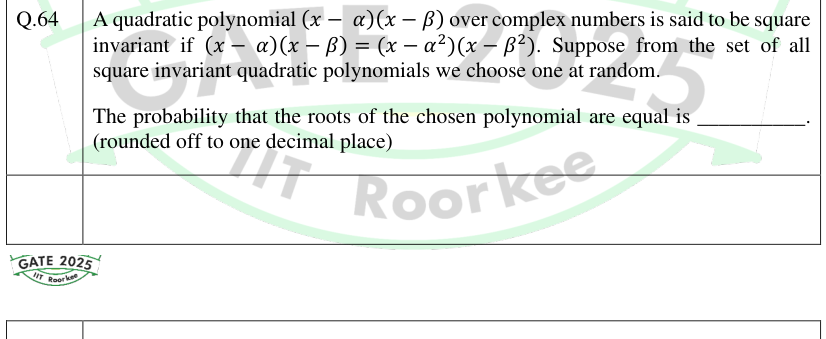 Q.64 A quadratic polynomial (x − α)(x − β) over complex numbers is said to be square
invariant if (x − α)(x − β) = (x − α²)(x − β²). Suppose from the set of all
square invariant quadratic polynomials we choose one at random.
The probability that the roots of the chosen polynomial are equal is __________.
(rounded off to one decimal place)
GATE 2025
IIT Roorkee
GATE 2025
IIT Roorkee